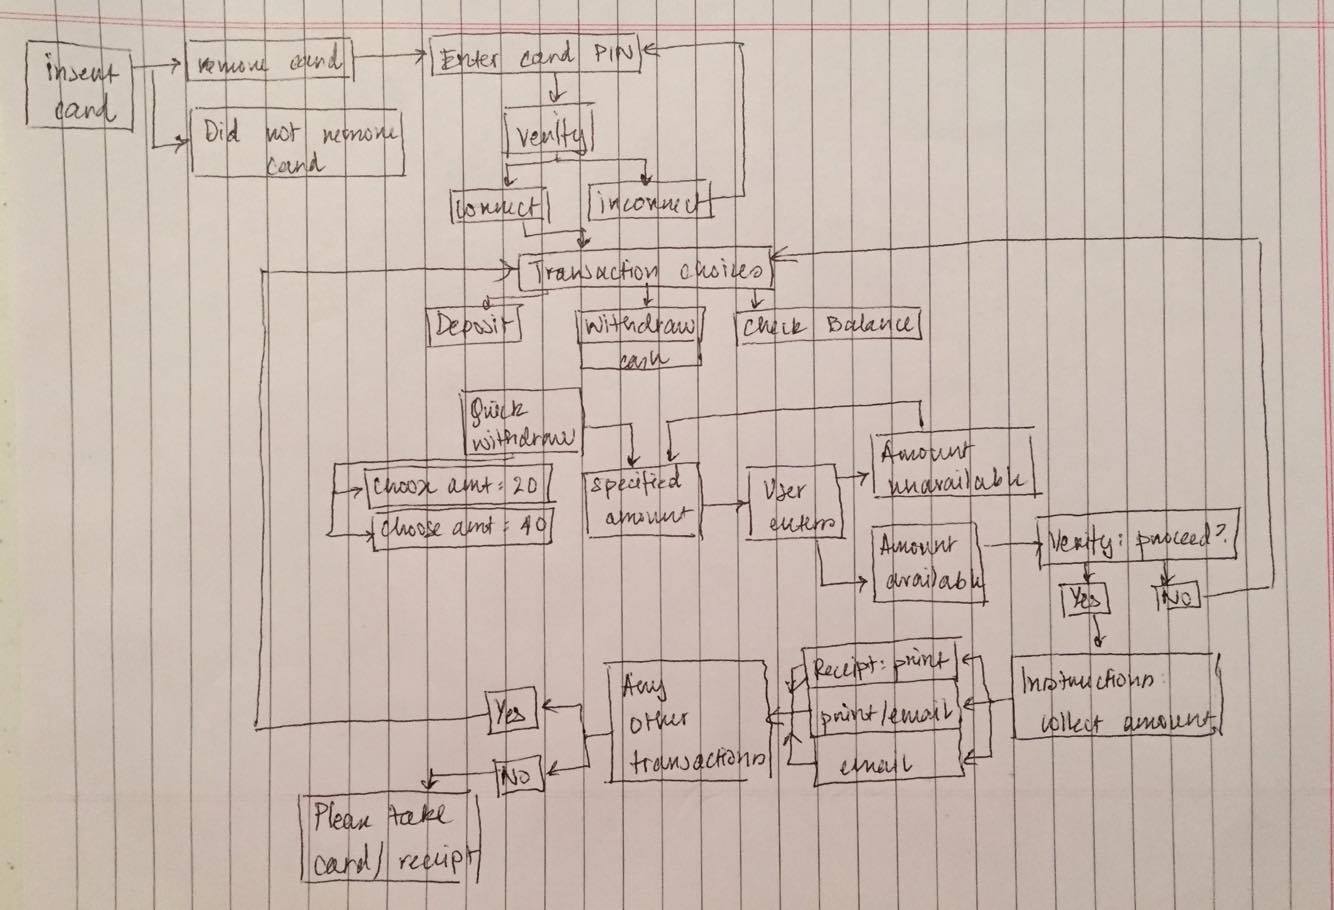 insert
card
remove card
Enter card PIN
Did not remove
card
verify
correct
incorrect
Transaction choices
Deposit
Withdraw
cash
Check Balance
Quick
withdraw
Choose amt: 20
Choose amt: 40
Specified
amount
User
enters
Amount
unavailable
Amount
available
Verify: proceed?
Yes
No
Instructions:
collect amount
Receipt: print
print/email
email
Any
other
transactions
Yes
No
Please take
card/ receipt